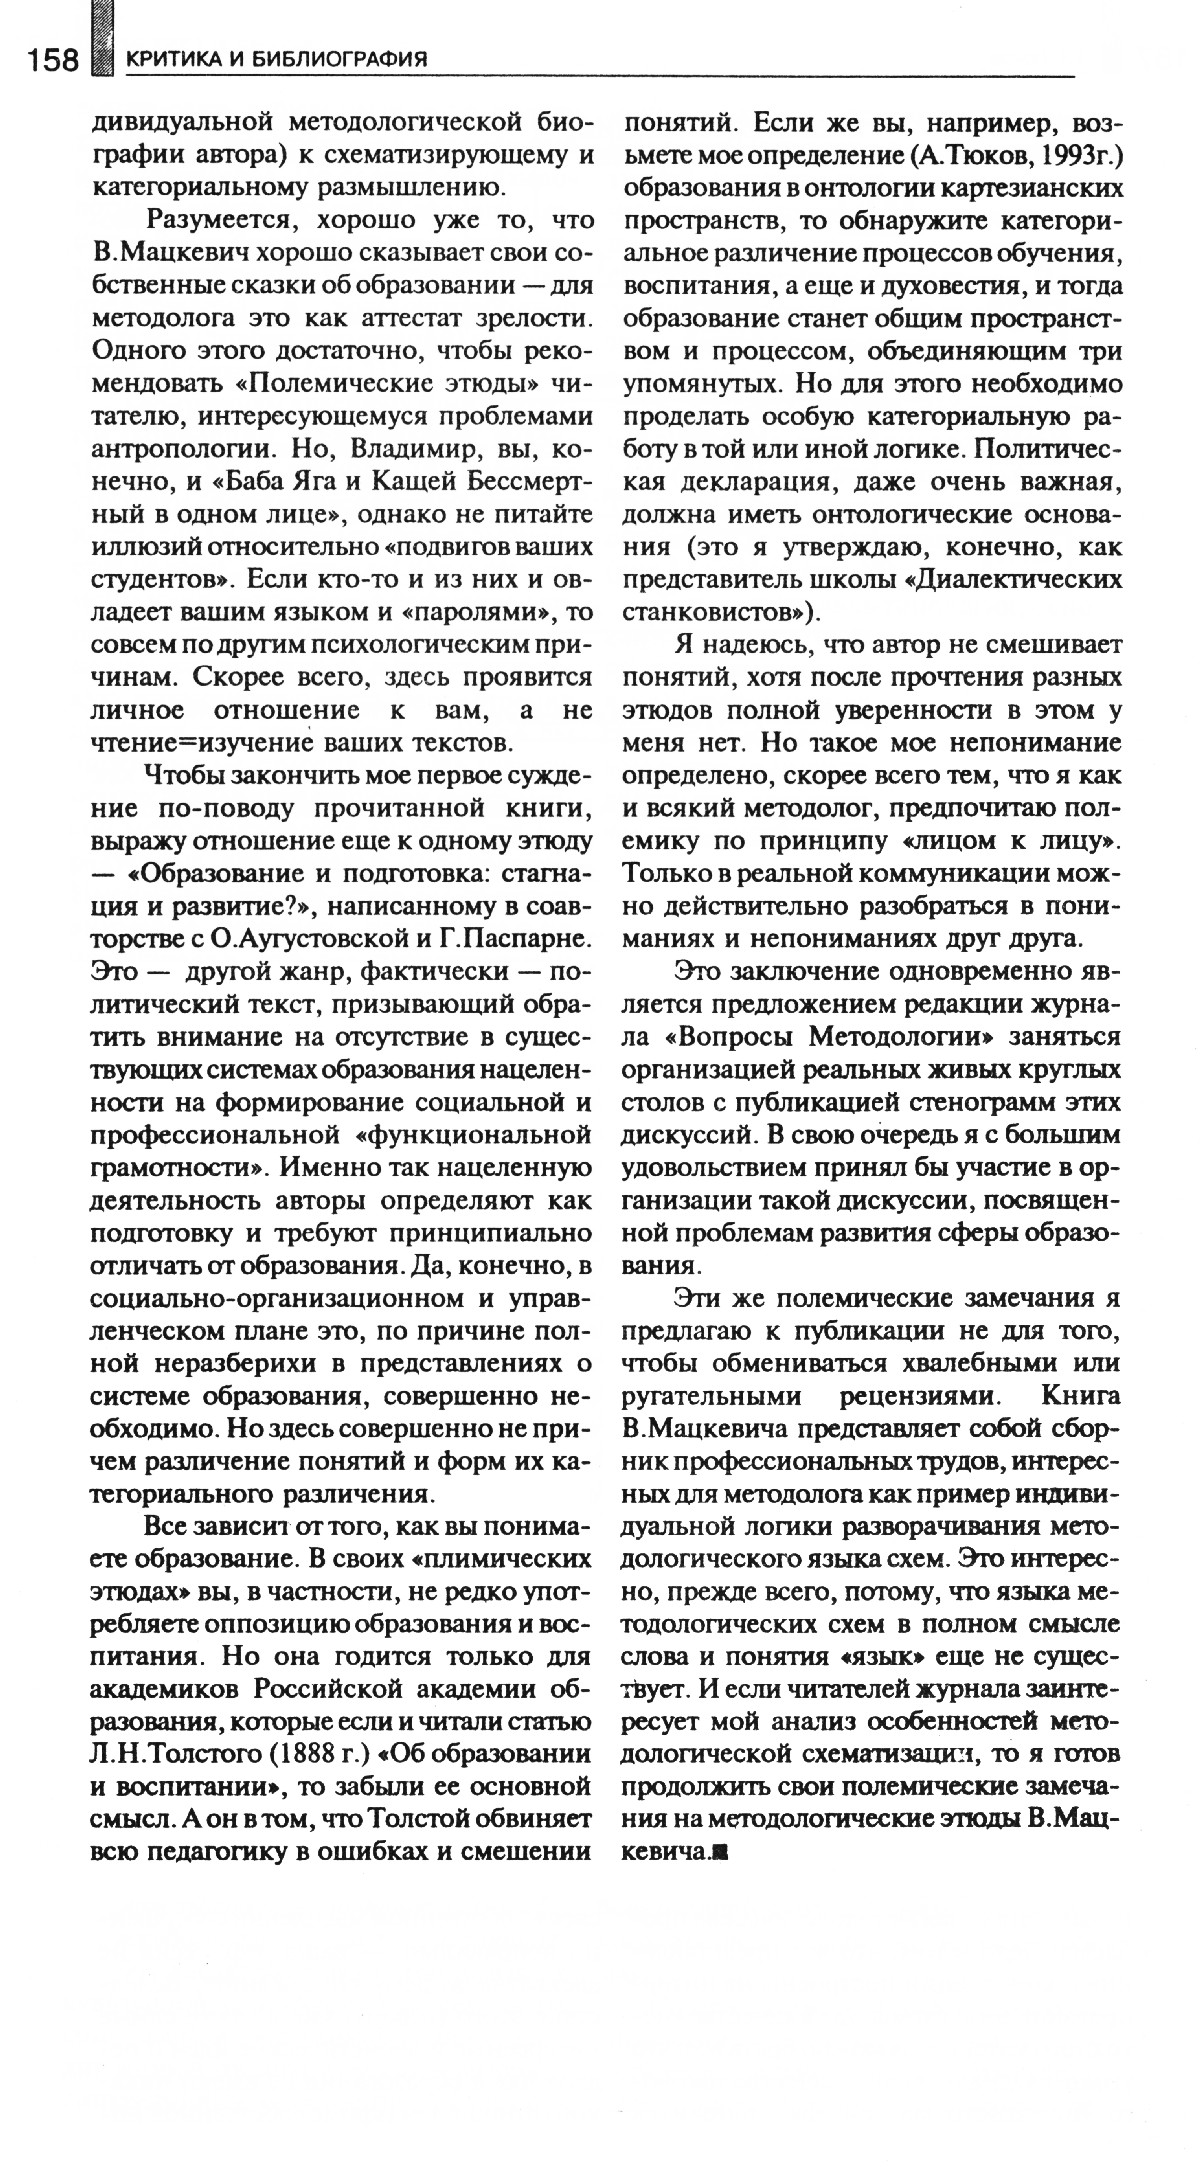 158
КРИТИКА И БИБЛИОГРАФИЯ
дивидуальной методологической био-
графии автора) к схематизирующему и
категориальному размышлению.
Разумеется, хорошо уже то, что
В.Мацкевич хорошо сказывает свои со-
бственные сказки об образовании — для
методолога это как аттестат зрелости.
Одного этого достаточно, чтобы реко-
мендовать «Полемические этюды» чи-
тателю, интересующемуся проблемами
антропологии. Но, Владимир, вы, ко-
нечно, и «Баба Яга и Кащей Бессмерт-
ный в одном лице», однако не питайте
иллюзий относительно «подвигов ваших
студентов». Если кто-то и из них и ов-
ладеет вашим языком и «паролями», то
совсем по другим психологическим при-
чинам. Скорее всего, здесь проявится
личное отношение к вам, а не
чтение=изучение ваших текстов.
Чтобы закончить мое первое сужде-
ние по-поводу прочитанной книги,
выражу отношение еще к одному этюду
— «Образование и подготовка: стагна-
ция и развитие?», написанному в соав-
торстве с О.Аугустовской и Г.Паспарне.
Это — другой жанр, фактически — по-
литический текст, призывающий обра-
тить внимание на отсутствие в сущес-
твующих системах образования нацелен-
ности на формирование социальной и
профессиональной «функциональной
грамотности». Именно так нацеленную
деятельность авторы определяют как
подготовку и требуют принципиально
отличать от образования. Да, конечно, в
социально-организационном и управ-
ленческом плане это, по причине пол-
ной неразберихи в представлениях о
системе образования, совершенно не-
обходимо. Но здесь совершенно не при-
чем различение понятий и форм их ка-
тегориального различения.
Все зависит от того, как вы понима-
ете образование. В своих «плимических
этюдах» вы, в частности, не редко упот-
ребляете оппозицию образования и вос-
питания. Но она годится только для
академиков Российской академии об-
разования, которые если и читали статью
Л.Н.Толстого (1888 г.) «Об образовании
и воспитании», то забыли ее основной
смысл. А он в том, что Толстой обвиняет
всю педагогику в ошибках и смешении
понятий. Если же вы, например, воз-
ьмете мое определение (А.Тюков, 1993г.)
образования в онтологии картезианских
пространств, то обнаружите категори-
альное различение процессов обучения,
воспитания, а еще и духовестия, и тогда
образование станет общим пространст-
вом и процессом, объединяющим три
упомянутых. Но для этого необходимо
проделать особую категориальную ра-
боту в той или иной логике. Политичес-
кая декларация, даже очень важная,
должна иметь онтологические основа-
ния (это я утверждаю, конечно, как
представитель школы «Диалектических
станковистов»).
Я надеюсь, что автор не смешивает
понятий, хотя после прочтения разных
этюдов полной уверенности в этом у
меня нет. Но такое мое непонимание
определено, скорее всего тем, что я как
и всякий методолог, предпочитаю пол-
емику по принципу «лицом к лицу».
Только в реальной коммуникации мож-
но действительно разобраться в пони-
маниях и непониманиях друг друга.
Это заключение одновременно яв-
ляется предложением редакции журна-
ла «Вопросы Методологии» заняться
организацией реальных живых круглых
столов с публикацией стенограмм этих
дискуссий. В свою очередь я с большим
удовольствием принял бы участие в ор-
ганизации такой дискуссии, посвящен-
ной проблемам развития сферы образо-
вания.
Эти же полемические замечания я
предлагаю к публикации не для того,
чтобы обмениваться хвалебными или
ругательными рецензиями. Книга
В.Мацкевича представляет собой сбор-
ник профессиональных трудов, интерес-
ных для методолога как пример индиви-
дуальной логики разворачивания мето-
дологического языка схем. Это интерес-
но, прежде всего, потому, что языка ме-
тодологических схем в полном смысле
слова и понятия «язык» еще не сущес-
твует. И если читателей журнала заинте-
ресует мой анализ особенностей мето-
дологической схематизации, то я готов
продолжить свои полемические замеча-
ния на методологические этюды В.Мац-
кевича.